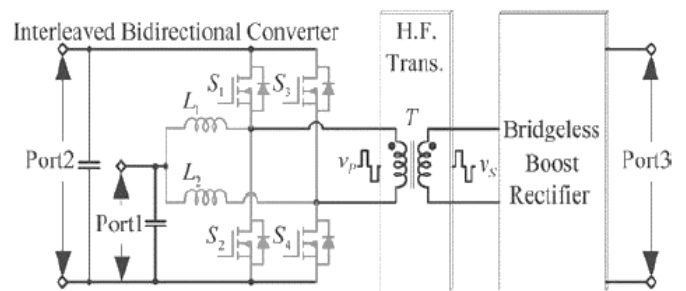 Interleaved Bidirectional Converter
H.F.
Trans.
S1
S3
L1
T
Port2
L2
vP
vS
Bridgeless
Boost
Rectifier
Port3
Port1
S2
S4